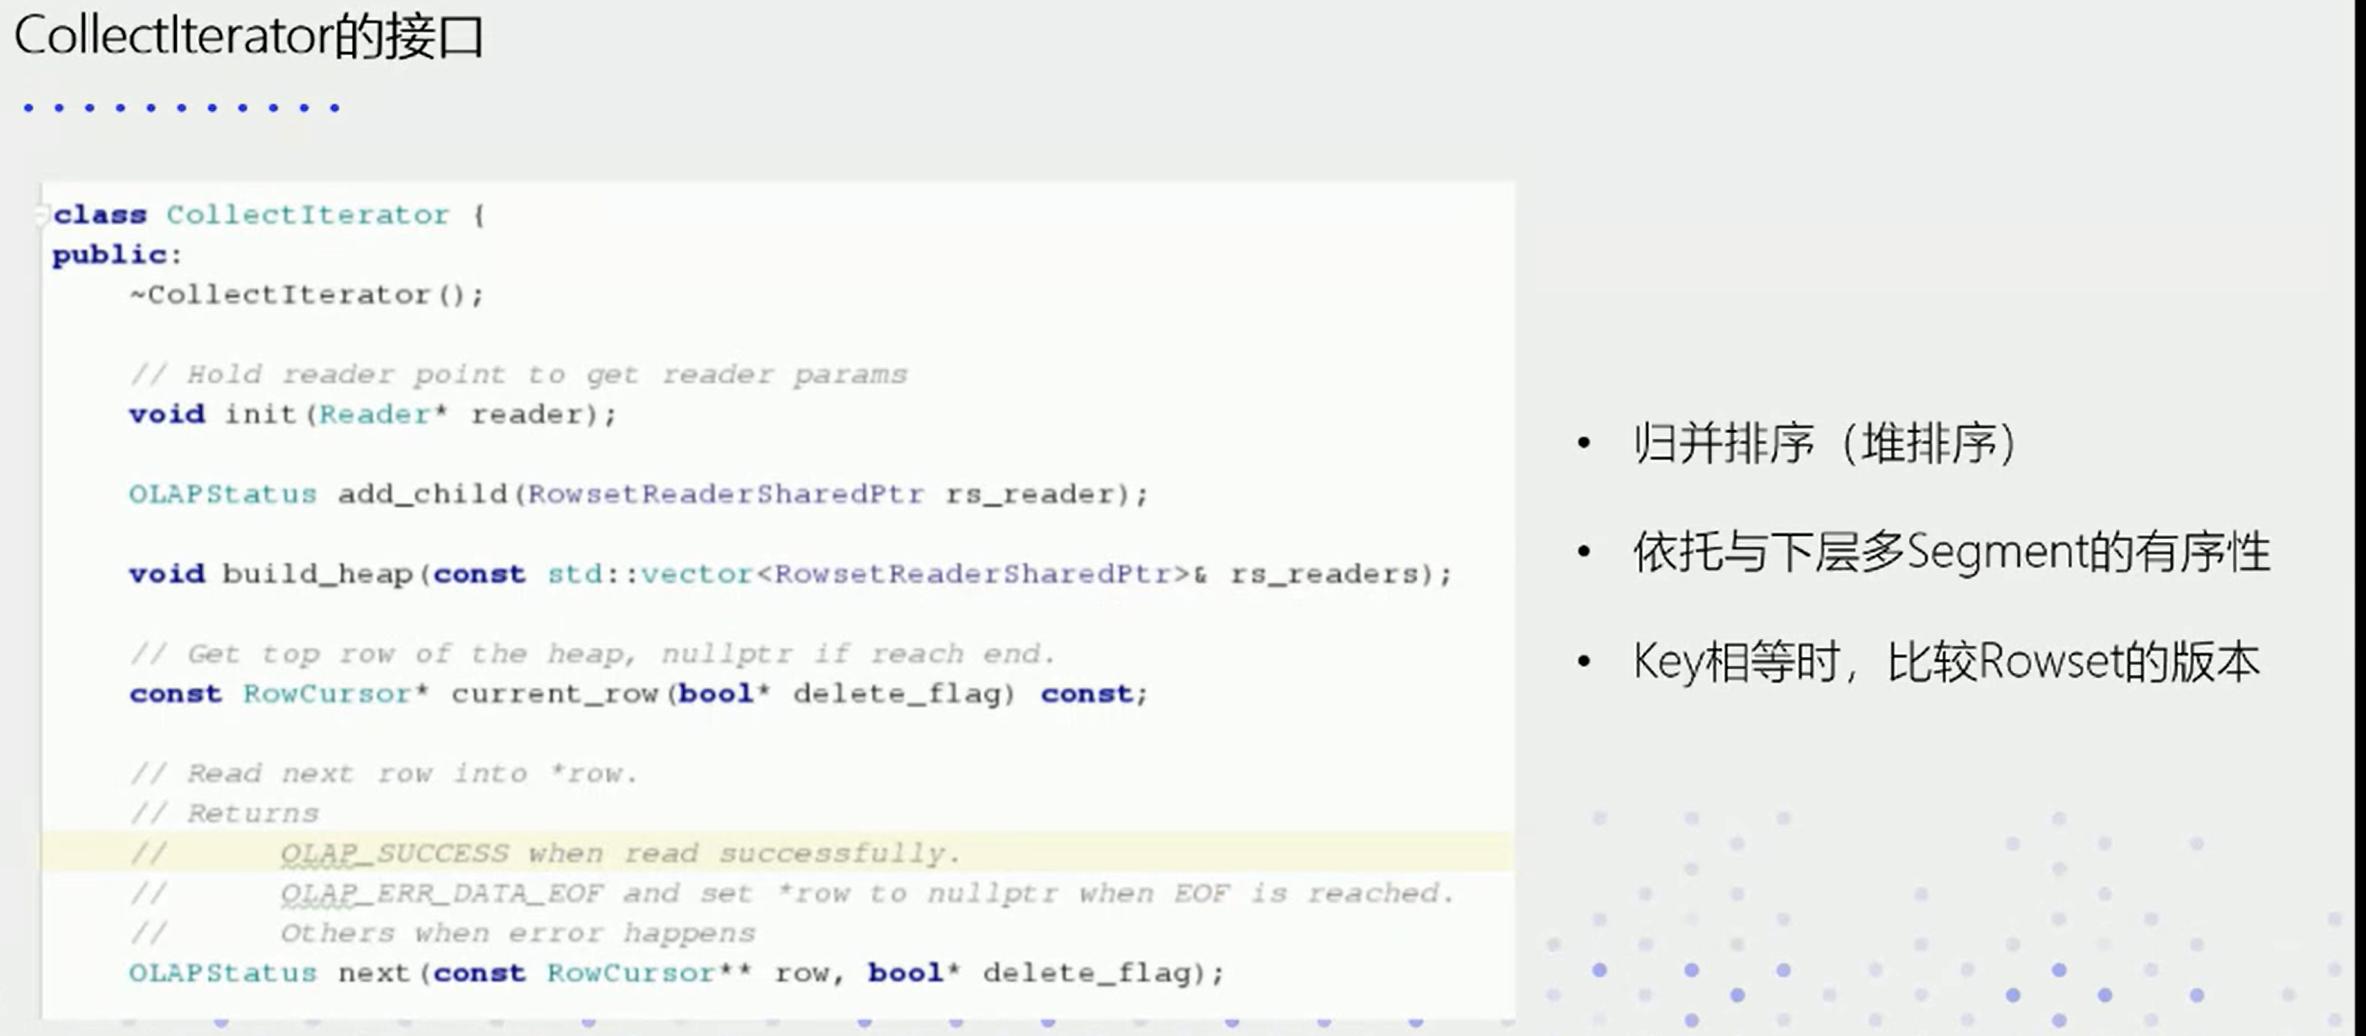 CollectIterator的接口
class CollectIterator {
public:
~CollectIterator();
// Hold reader point to get reader params
void init(Reader* reader);
OLAPStatus add_child(RowsetReaderSharedPtr rs_reader);
void build_heap(const std::vector<RowsetReaderSharedPtr>& rs_readers);
// Get top row of the heap, nullptr if reach end.
const RowCursor* current_row(bool* delete_flag) const;
// Read next row into *row.
// Returns
// OLAP_SUCCESS when read successfully.
// OLAP_ERR_DATA_EOF and set *row to nullptr when EOF is reached.
// Others when error happens
OLAPStatus next(const RowCursor** row, bool* delete_flag);
• 归并排序（堆排序）
• 依托与下层多Segment的有序性
• Key相等时，比较Rowset的版本